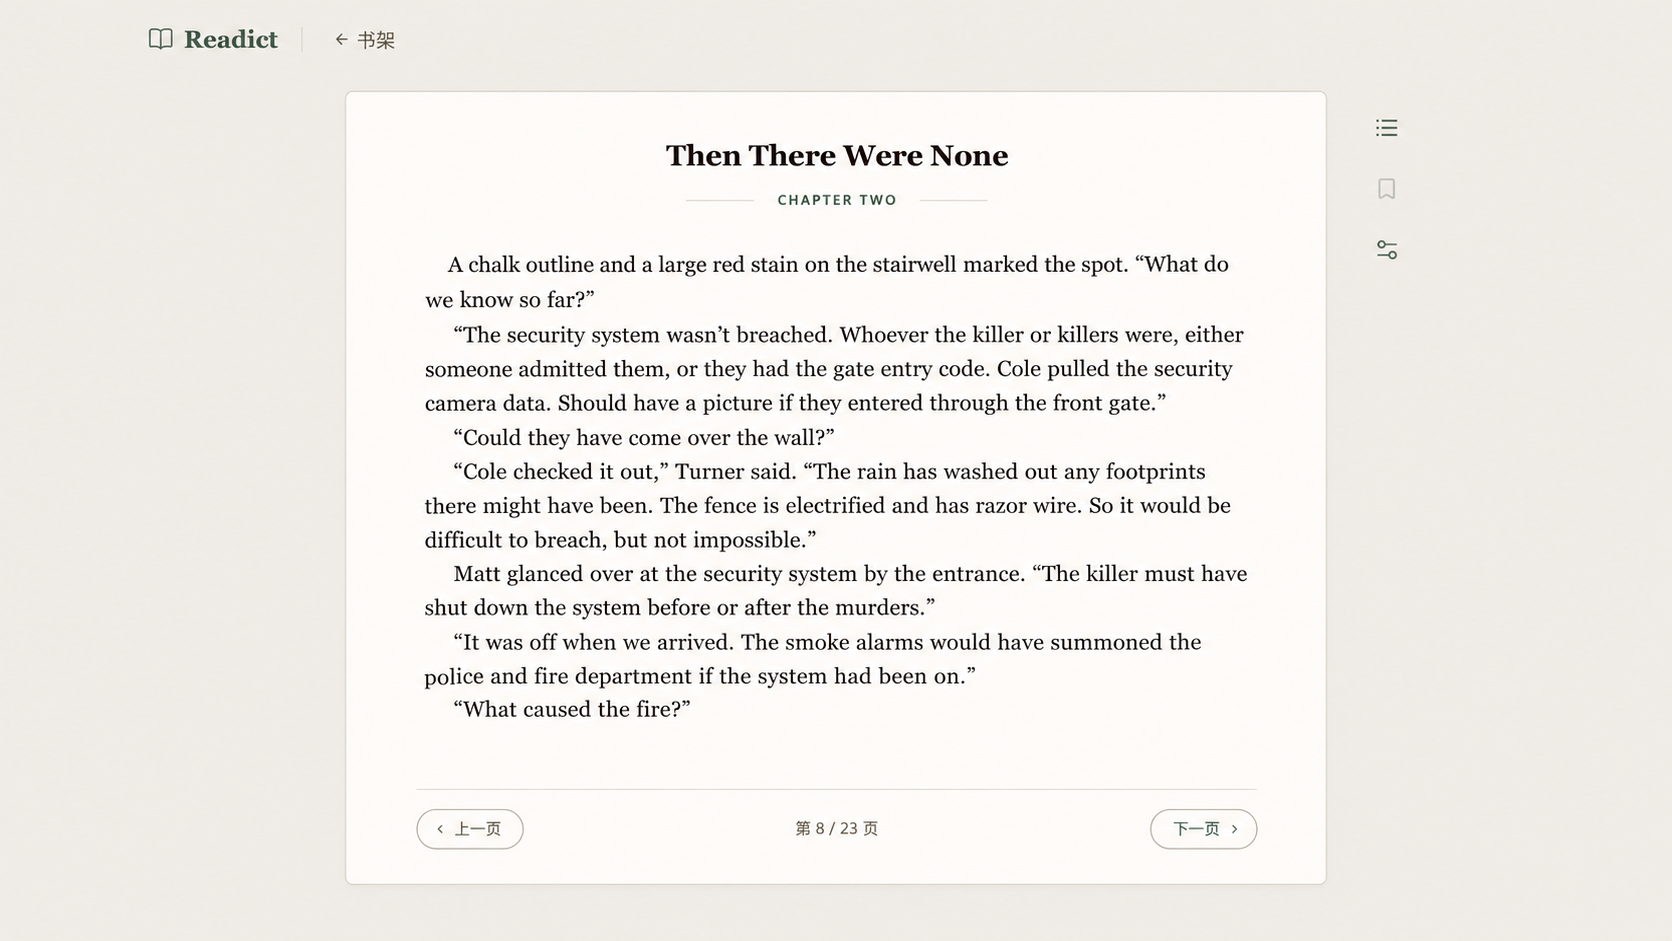 Readict
← 书架
Then There Were None
CHAPTER TWO
A chalk outline and a large red stain on the stairwell marked the spot. “What do
we know so far?”
“The security system wasn’t breached. Whoever the killer or killers were, either
someone admitted them, or they had the gate entry code. Cole pulled the security
camera data. Should have a picture if they entered through the front gate.”
“Could they have come over the wall?”
“Cole checked it out,” Turner said. “The rain has washed out any footprints
there might have been. The fence is electrified and has razor wire. So it would be
difficult to breach, but not impossible.”
Matt glanced over at the security system by the entrance. “The killer must have
shut down the system before or after the murders.”
“It was off when we arrived. The smoke alarms would have summoned the
police and fire department if the system had been on.”
“What caused the fire?”
‹ 上一页
第 8 / 23 页
下一页 ›